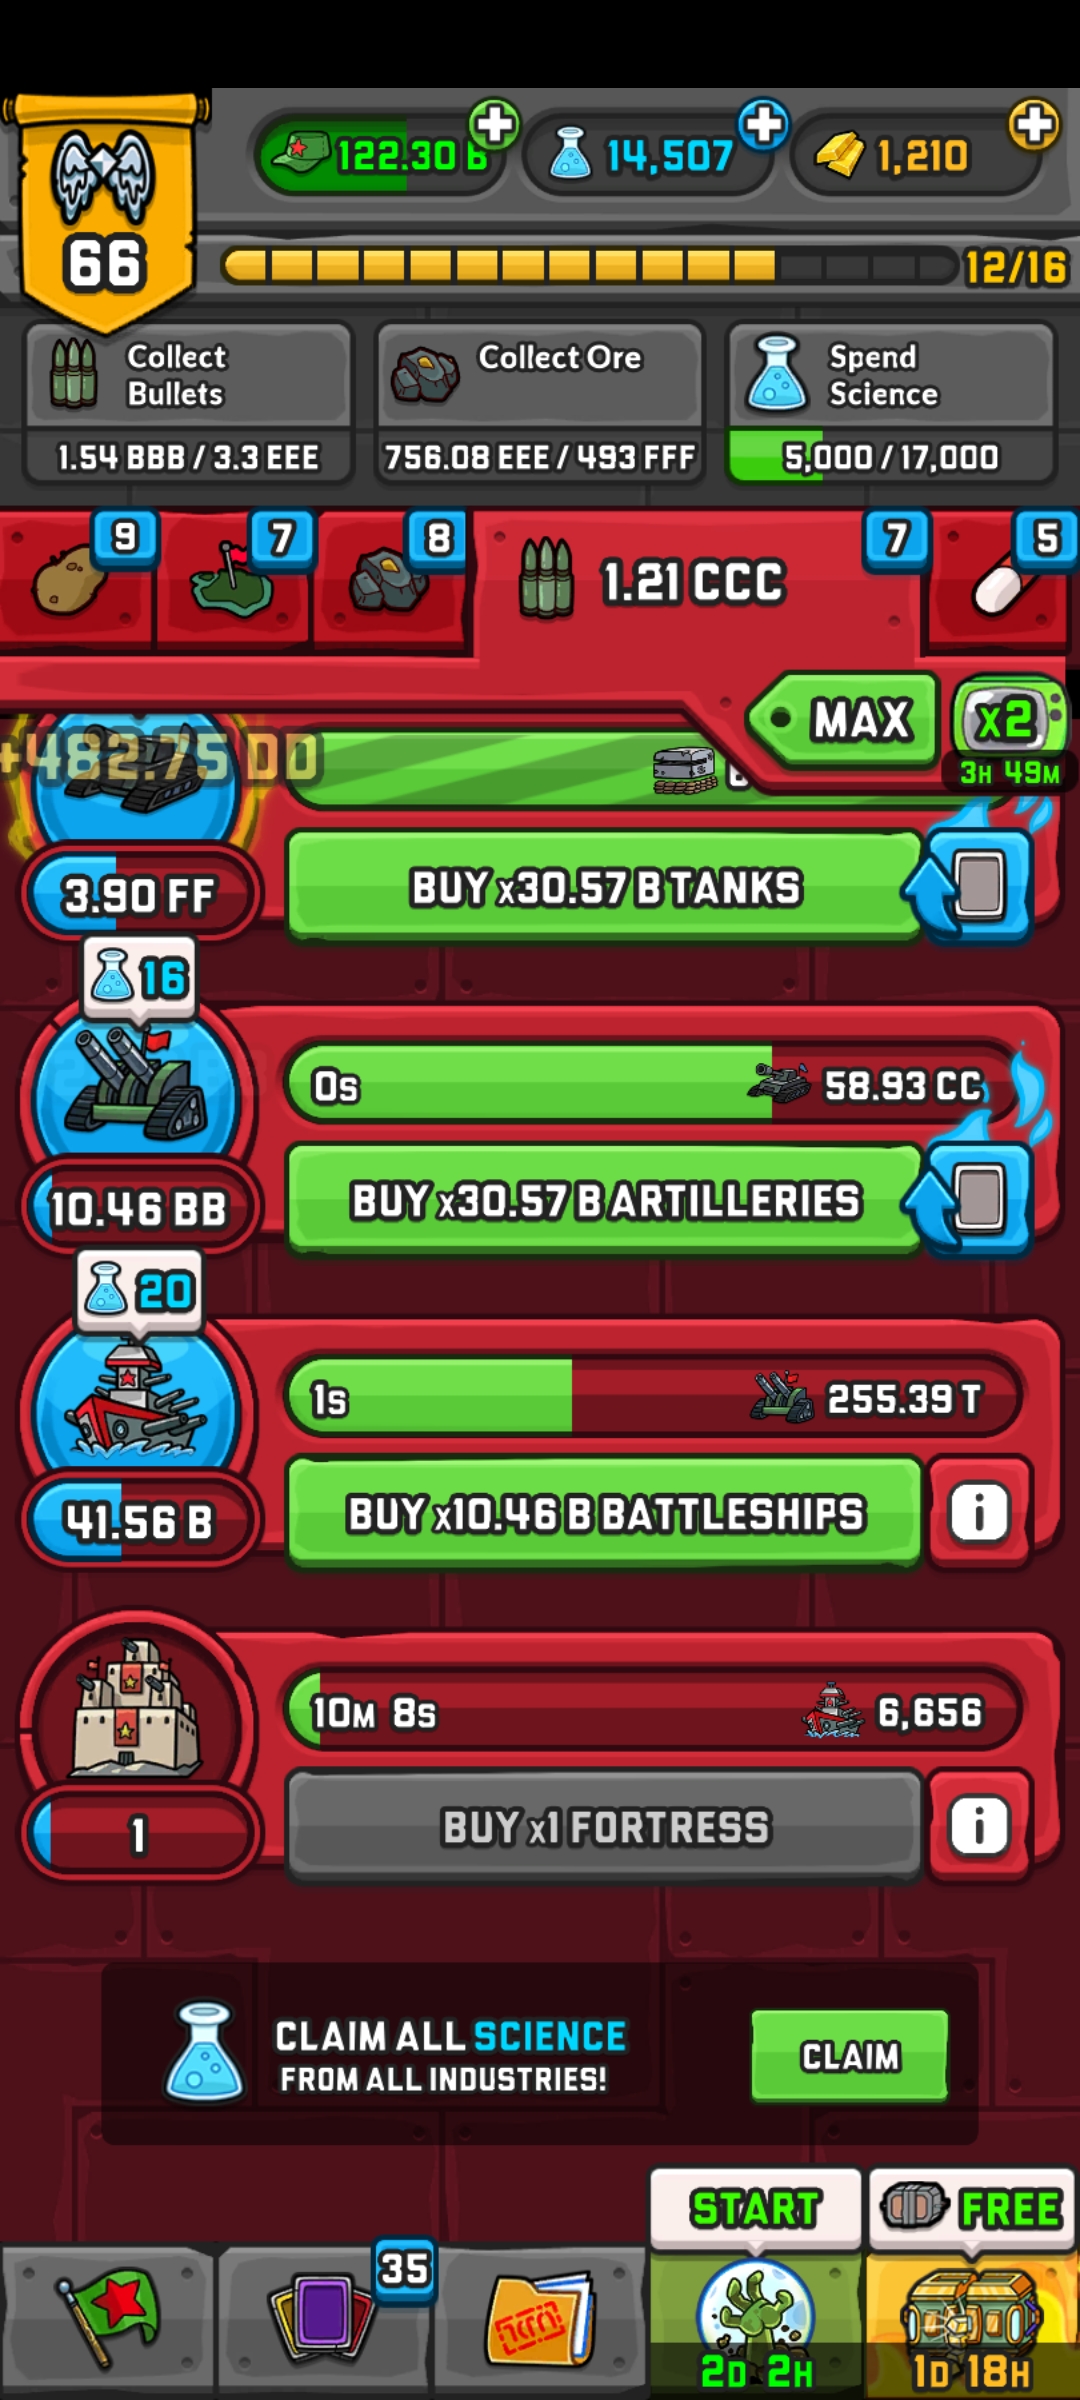 122.30 B
14,507
1,210
66
12/16
Collect
Bullets
1.54 BBB / 3.3 EEE
Collect Ore
756.08 EEE / 493 FFF
Spend
Science
5,000 / 17,000
9
7
8
1.21 CCC
7
5
MAX
x2
3H 49M
+482.75 DD
3.90 FF
BUY x30.57 B TANKS
16
0s
58.93 CC
10.46 BB
BUY x30.57 B ARTILLERIES
20
1s
255.39 T
41.56 B
BUY x10.46 B BATTLESHIPS
i
10M 8s
6,656
1
BUY x1 FORTRESS
i
CLAIM ALL SCIENCE
FROM ALL INDUSTRIES!
CLAIM
START
FREE
35
2D 2H
1D 18H